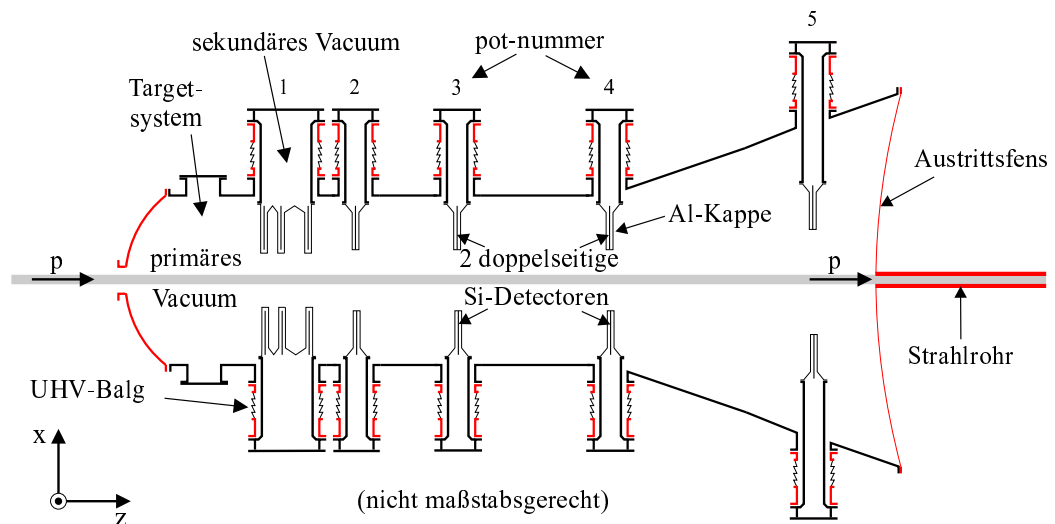 5
sekundäres Vacuum
pot-nummer
1
2
3
4
Target-
system
Austrittsfens
Al-Kappe
p
primäres
2 doppelseitige
p
Vacuum
Si-Detectoren
Strahlrohr
UHV-Balg
x
z
(nicht maßstabsgerecht)